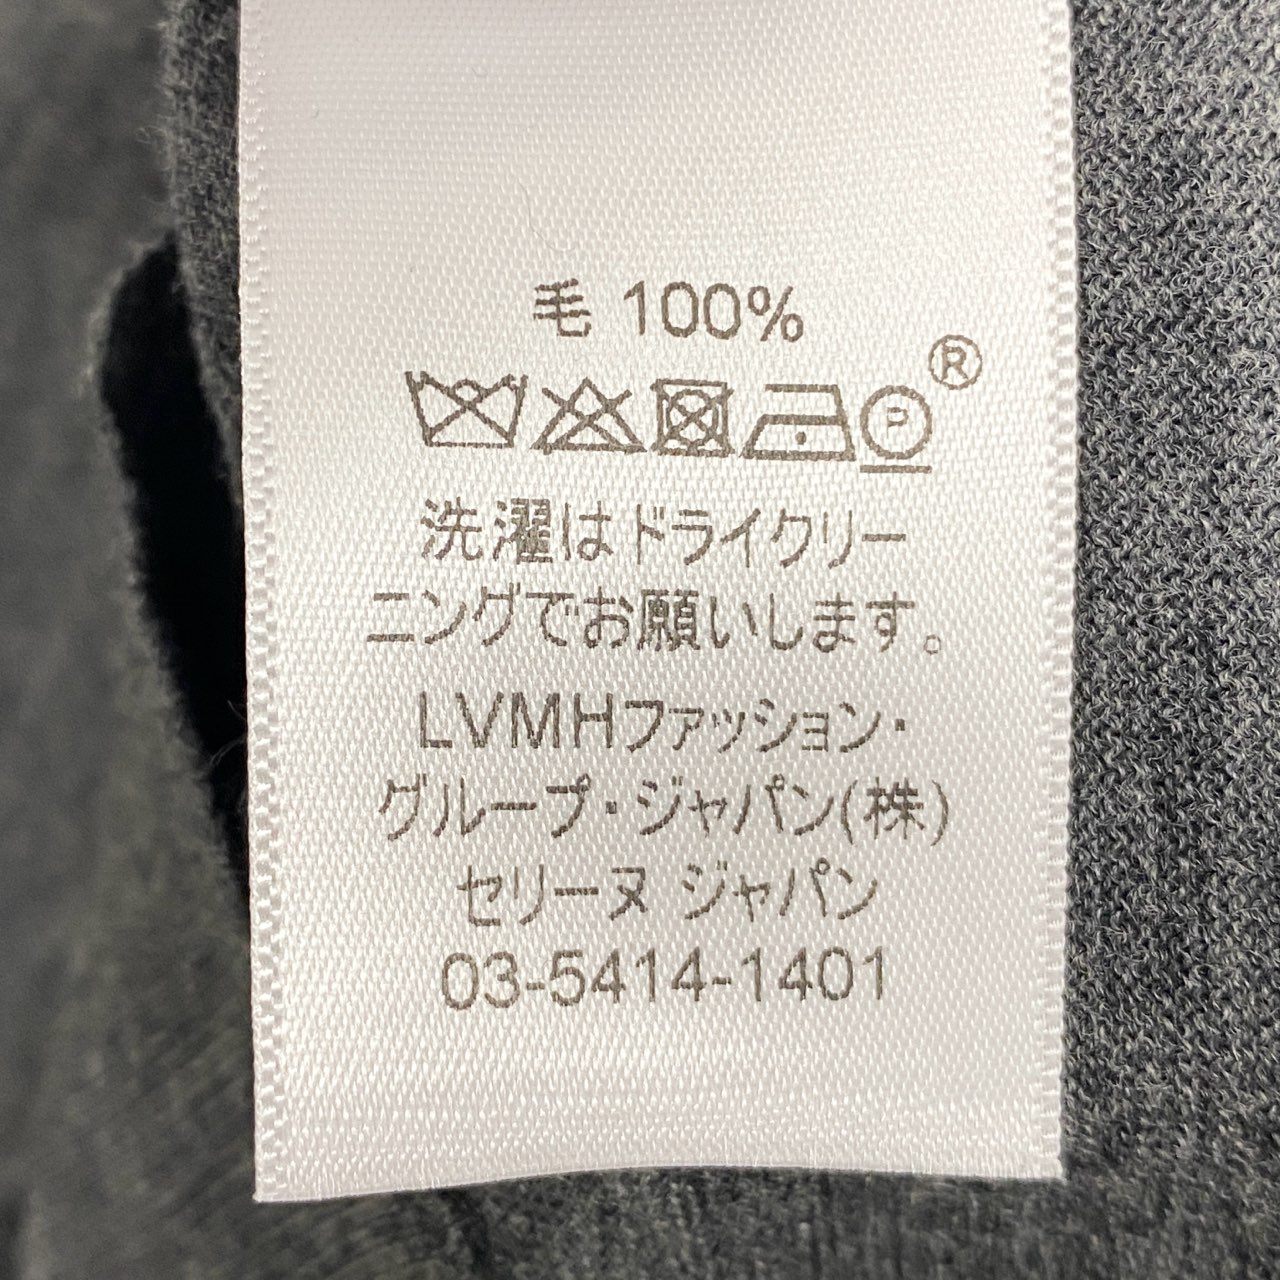 毛 100%
®
P
洗濯はドライクリー
ニングでお願いします。
LVMHファッション・
グループ・ジャパン(株)
セリーヌ ジャパン
03-5414-1401